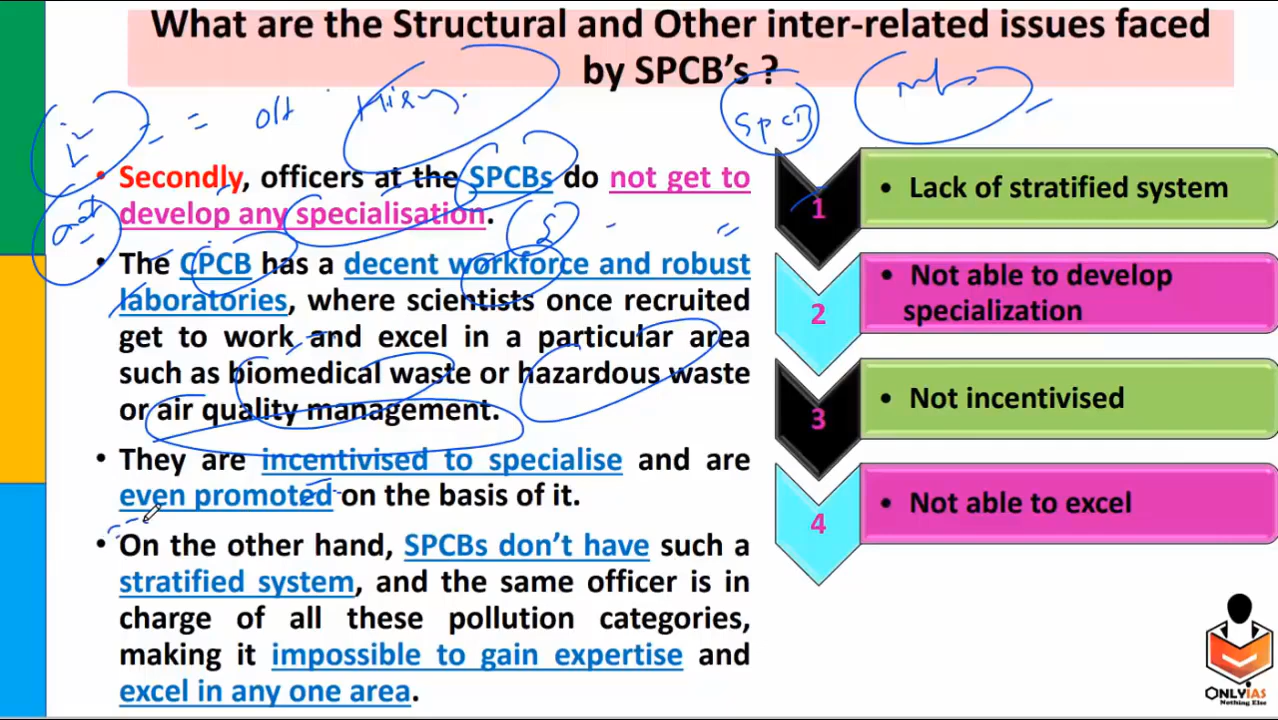 What are the Structural and Other inter-related issues faced
by SPCB's ?
SPCB
• Secondly, officers at the SPCBs do not get to
develop any specialisation.
• The CPCB has a decent workforce and robust
laboratories, where scientists once recruited
get to work and excel in a particular area
such as biomedical waste or hazardous waste
or air quality management.
• They are incentivised to specialise and are
even promoted on the basis of it.
• On the other hand, SPCBs don't have such a
stratified system, and the same officer is in
charge of all these pollution categories,
making it impossible to gain expertise and
excel in any one area.
1
• Lack of stratified system
2
• Not able to develop
specialization
3
• Not incentivised
4
• Not able to excel
ONLYIAS
Nothing Else